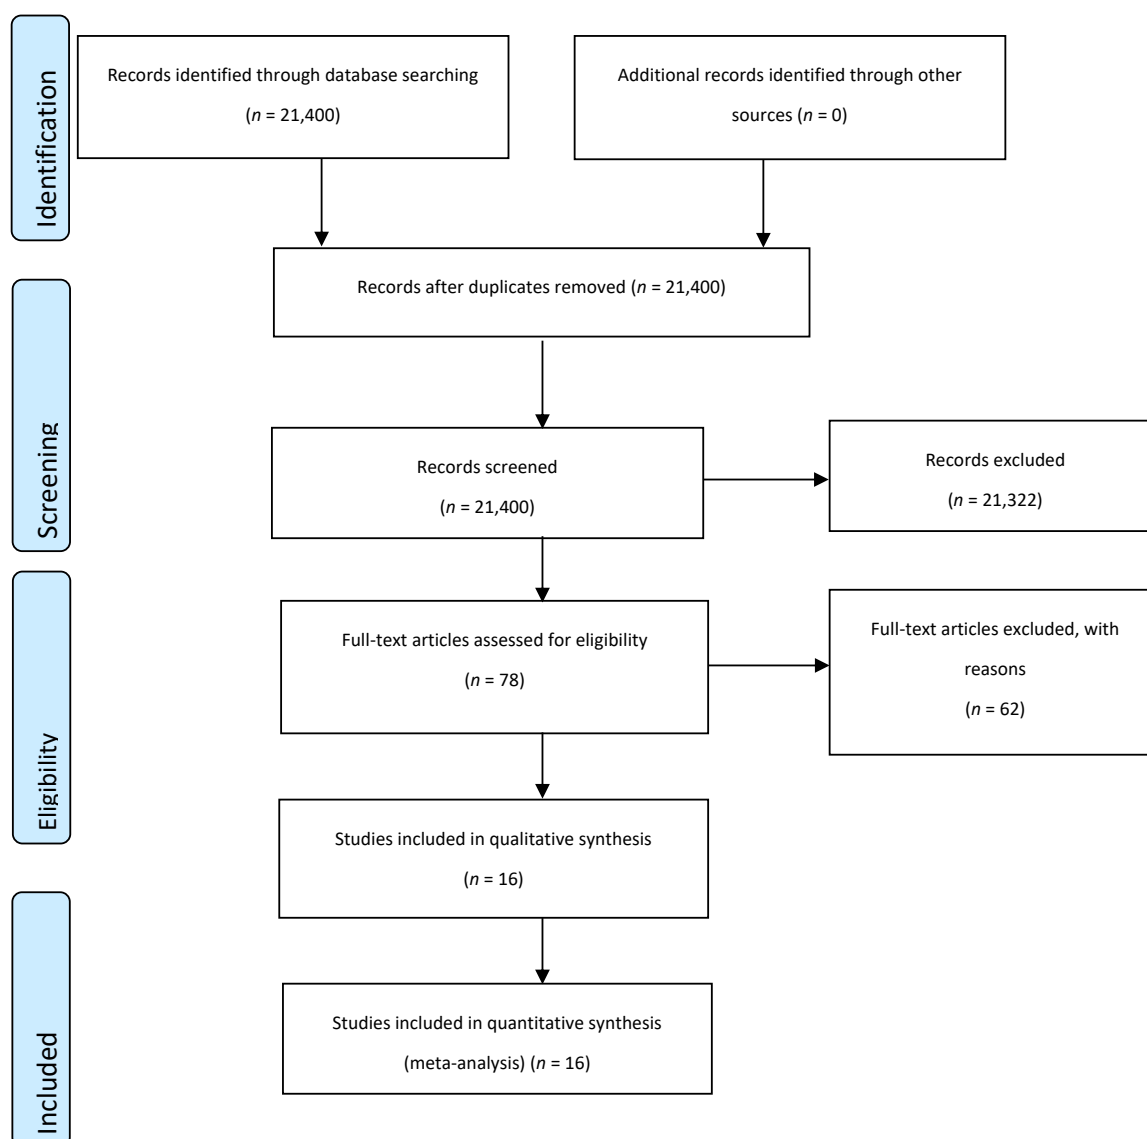 Identification
Records identified through database searching
(n = 21,400)
Additional records identified through other
sources (n = 0)
Records after duplicates removed (n = 21,400)
Screening
Records screened
(n = 21,400)
Records excluded
(n = 21,322)
Eligibility
Full-text articles assessed for eligibility
(n = 78)
Full-text articles excluded, with
reasons
(n = 62)
Studies included in qualitative synthesis
(n = 16)
Included
Studies included in quantitative synthesis
(meta-analysis) (n = 16)